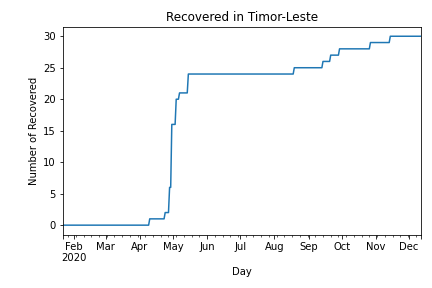 Recovered in Timor-Leste
30
25
20
15
10
5
0
Number of Recovered
Feb Mar Apr May Jun Jul Aug Sep Oct Nov Dec
2020
Day